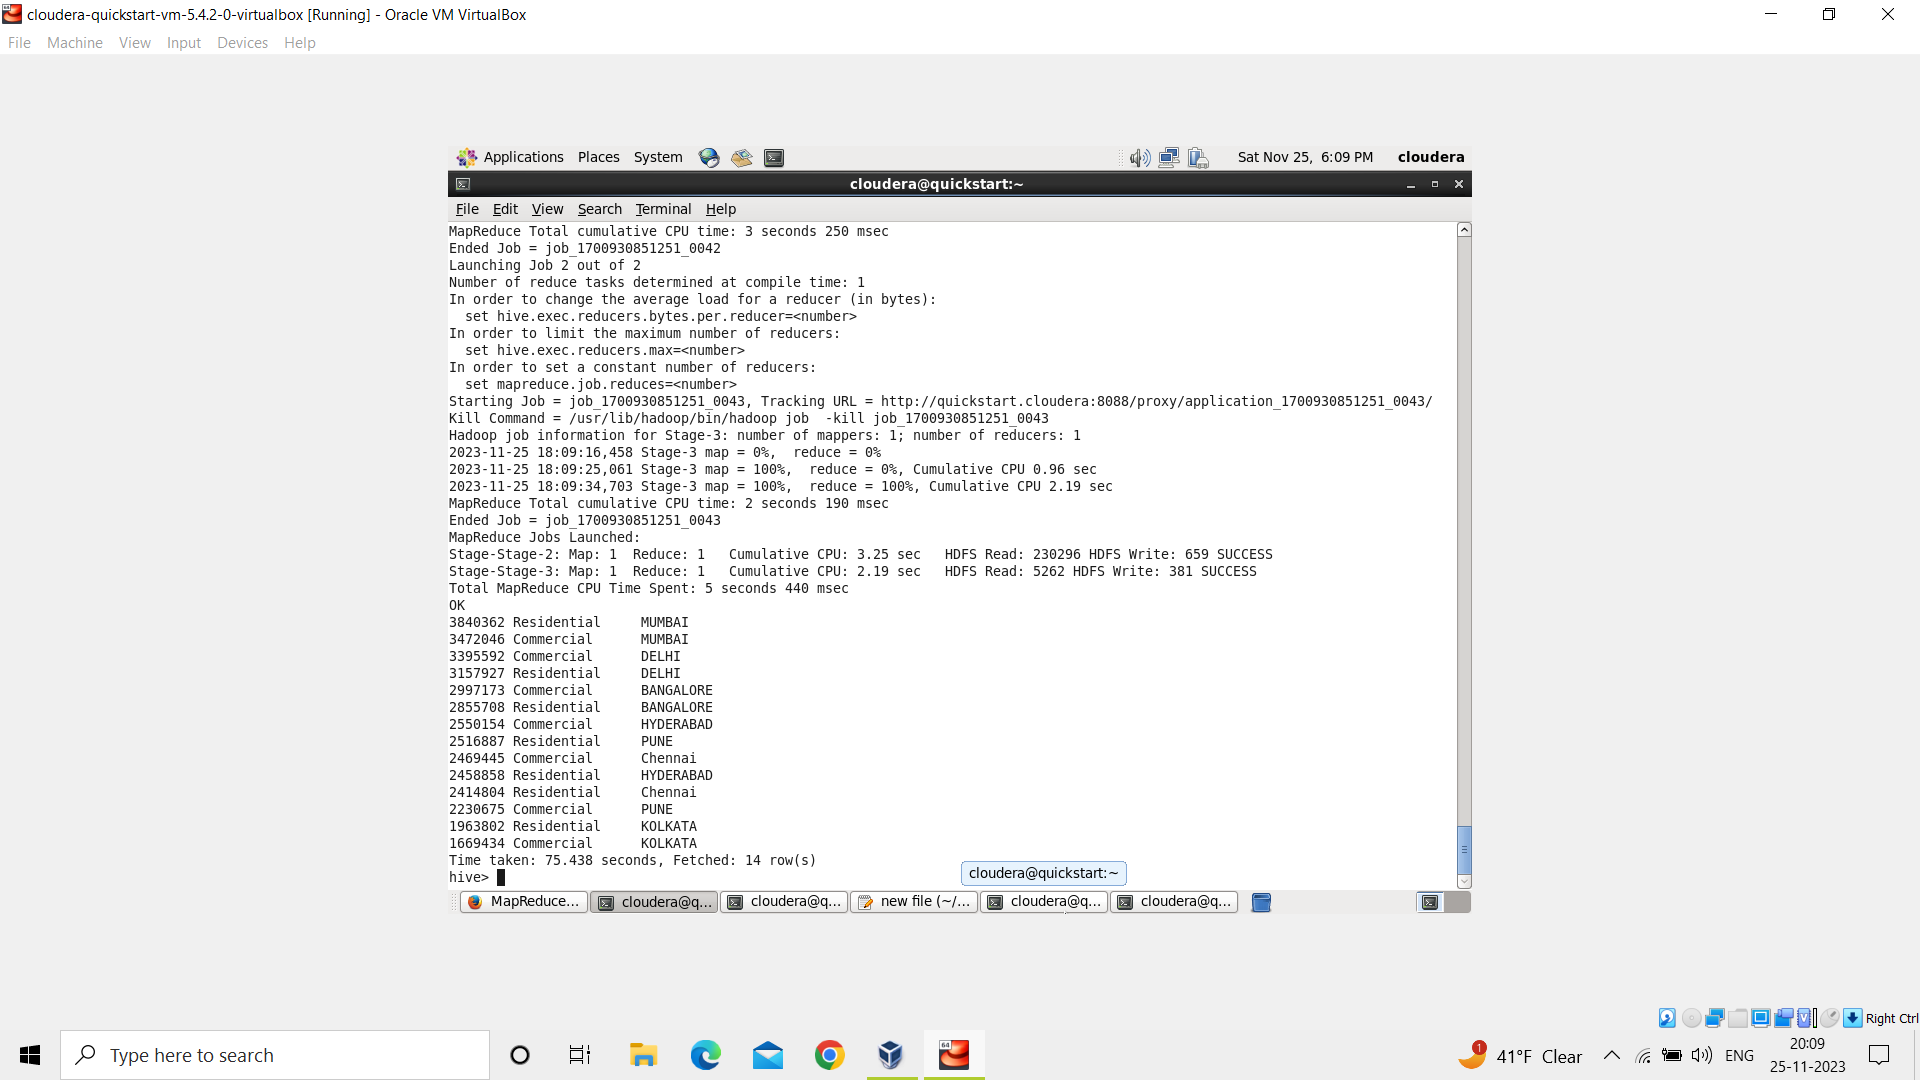 cloudera-quickstart-vm-5.4.2-0-virtualbox [Running] - Oracle VM VirtualBox
File Machine View Input Devices Help
Applications Places System Sat Nov 25, 6:09 PM cloudera
cloudera@quickstart:~
File Edit View Search Terminal Help
MapReduce Total cumulative CPU time: 3 seconds 250 msec
Ended Job = job_1700930851251_0042
Launching Job 2 out of 2
Number of reduce tasks determined at compile time: 1
In order to change the average load for a reducer (in bytes):
  set hive.exec.reducers.bytes.per.reducer=<number>
In order to limit the maximum number of reducers:
  set hive.exec.reducers.max=<number>
In order to set a constant number of reducers:
  set mapreduce.job.reduces=<number>
Starting Job = job_1700930851251_0043, Tracking URL = http://quickstart.cloudera:8088/proxy/application_1700930851251_0043/
Kill Command = /usr/lib/hadoop/bin/hadoop job  -kill job_1700930851251_0043
Hadoop job information for Stage-3: number of mappers: 1; number of reducers: 1
2023-11-25 18:09:16,458 Stage-3 map = 0%,  reduce = 0%
2023-11-25 18:09:25,061 Stage-3 map = 100%,  reduce = 0%, Cumulative CPU 0.96 sec
2023-11-25 18:09:34,703 Stage-3 map = 100%,  reduce = 100%, Cumulative CPU 2.19 sec
MapReduce Total cumulative CPU time: 2 seconds 190 msec
Ended Job = job_1700930851251_0043
MapReduce Jobs Launched:
Stage-Stage-2: Map: 1  Reduce: 1   Cumulative CPU: 3.25 sec   HDFS Read: 230296 HDFS Write: 659 SUCCESS
Stage-Stage-3: Map: 1  Reduce: 1   Cumulative CPU: 2.19 sec   HDFS Read: 5262 HDFS Write: 381 SUCCESS
Total MapReduce CPU Time Spent: 5 seconds 440 msec
OK
3840362 Residential     MUMBAI
3472046 Commercial      MUMBAI
3395592 Commercial      DELHI
3157927 Residential     DELHI
2997173 Commercial      BANGALORE
2855708 Residential     BANGALORE
2550154 Commercial      HYDERABAD
2516887 Residential     PUNE
2469445 Commercial      Chennai
2458858 Residential     HYDERABAD
2414804 Residential     Chennai
2230675 Commercial      PUNE
1963802 Residential     KOLKATA
1669434 Commercial      KOLKATA
Time taken: 75.438 seconds, Fetched: 14 row(s)
hive>
cloudera@quickstart:~
MapReduce... cloudera@q... cloudera@q... new file (~/... cloudera@q... cloudera@q...
Right Ctrl
Type here to search 64 1 41°F Clear ENG 20:09
25-11-2023